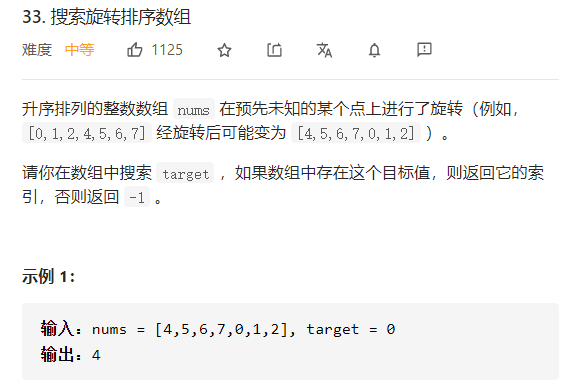 33. 搜索旋转排序数组
难度 中等 1125 文A
升序排列的整数数组 nums 在预先未知的某个点上进行了旋转（例如，
[0,1,2,4,5,6,7] 经旋转后可能变为 [4,5,6,7,0,1,2] ）。
请你在数组中搜索 target ，如果数组中存在这个目标值，则返回它的索
引，否则返回 -1 。
示例 1：
输入：nums = [4,5,6,7,0,1,2], target = 0
输出：4